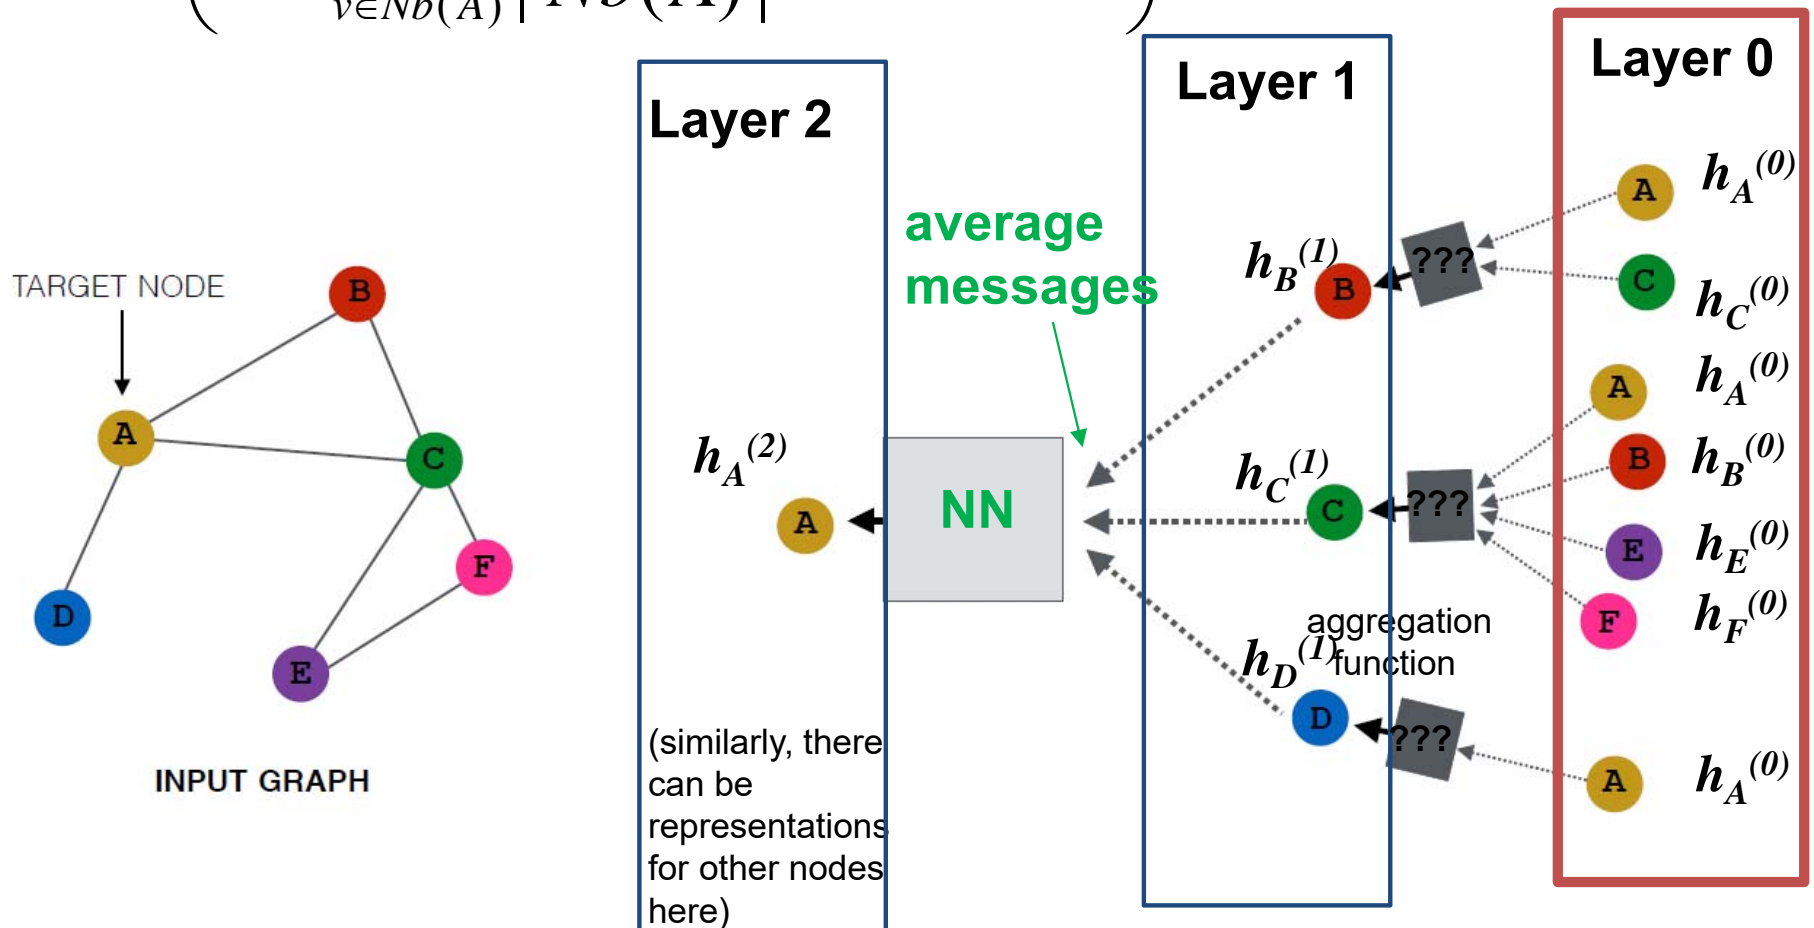 v∈Nb(A) | Nb(A) |
Layer 2
Layer 1
Layer 0
average
messages
TARGET NODE
A
B
C
D
E
F
INPUT GRAPH
h_A^(2)
A
NN
(similarly, there
can be
representations
for other nodes
here)
h_B^(1)
B
???
h_C^(1)
C
???
aggregation
function
h_D^(1)
D
???
A h_A^(0)
C h_C^(0)
A h_A^(0)
B h_B^(0)
E h_E^(0)
F h_F^(0)
A h_A^(0)